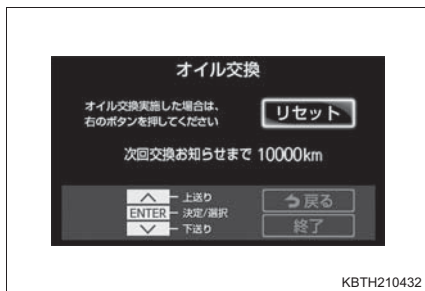 オイル交換
オイル交換実施した場合は、
右のボタンを押してください
リセット
次回交換お知らせまで 10000km
上送り
ENTER 決定/選択
下送り
戻る
終了
KBTH210432